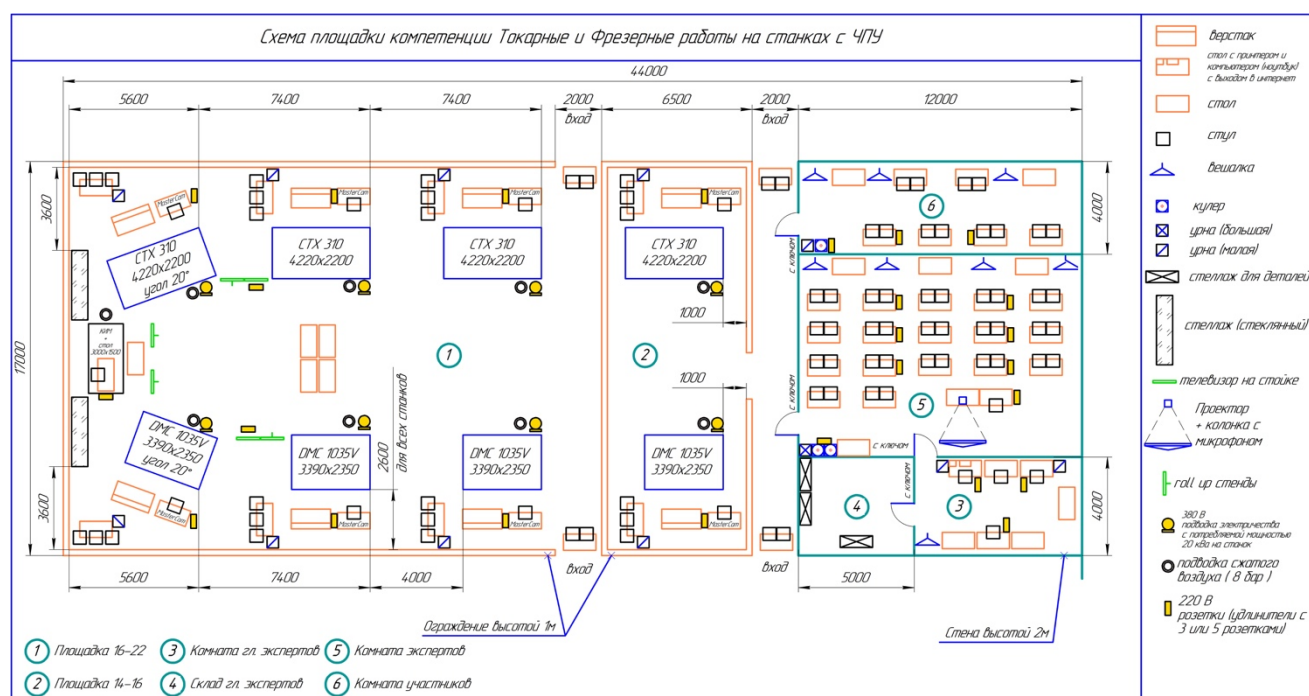 Схема площадки компетенции Токарные и Фрезерные работы на станках с ЧПУ
44000
5600
7400
7400
2000
6500
2000
12000
вход
вход
17000
3600
3600
MasterCam
MasterCam
MasterCam
MasterCam
CTX 310
4220x2200
угол 20°
CTX 310
4220x2200
CTX 310
4220x2200
CTX 310
4220x2200
КИМ
+
стол
3000x1500
1000
1000
1
2
2600
для всех станков
DMC 1035V
3390x2350
угол 20°
DMC 1035V
3390x2350
DMC 1035V
3390x2350
DMC 1035V
3390x2350
MasterCam
MasterCam
MasterCam
MasterCam
6
4000
с ключом
с ключом
5
с ключом
с ключом
4
3
4000
5600
7400
4000
вход
вход
5000
Ограждение высотой 1м
Стена высотой 2м
1 Площадка 16-22
2 Площадка 14-16
3 Комната гл. экспертов
4 Склад гл. экспертов
5 Комната экспертов
6 Комната участников
верстак
стол с принтером и
компьютером (ноутбук)
с выходом в интернет
стол
стул
вешалка
кулер
урна (большая)
урна (малая)
стеллаж для деталей
стеллаж (стеклянный)
телевизор на стойке
Проектор
+ колонка с
микрофоном
roll up стенды
380 В
подводка электричества
с потребляемой мощностью
20 кВа на станок
подводка сжатого
воздуха ( 8 бар )
220 В
розетки (удлинители с
3 или 5 розетками)